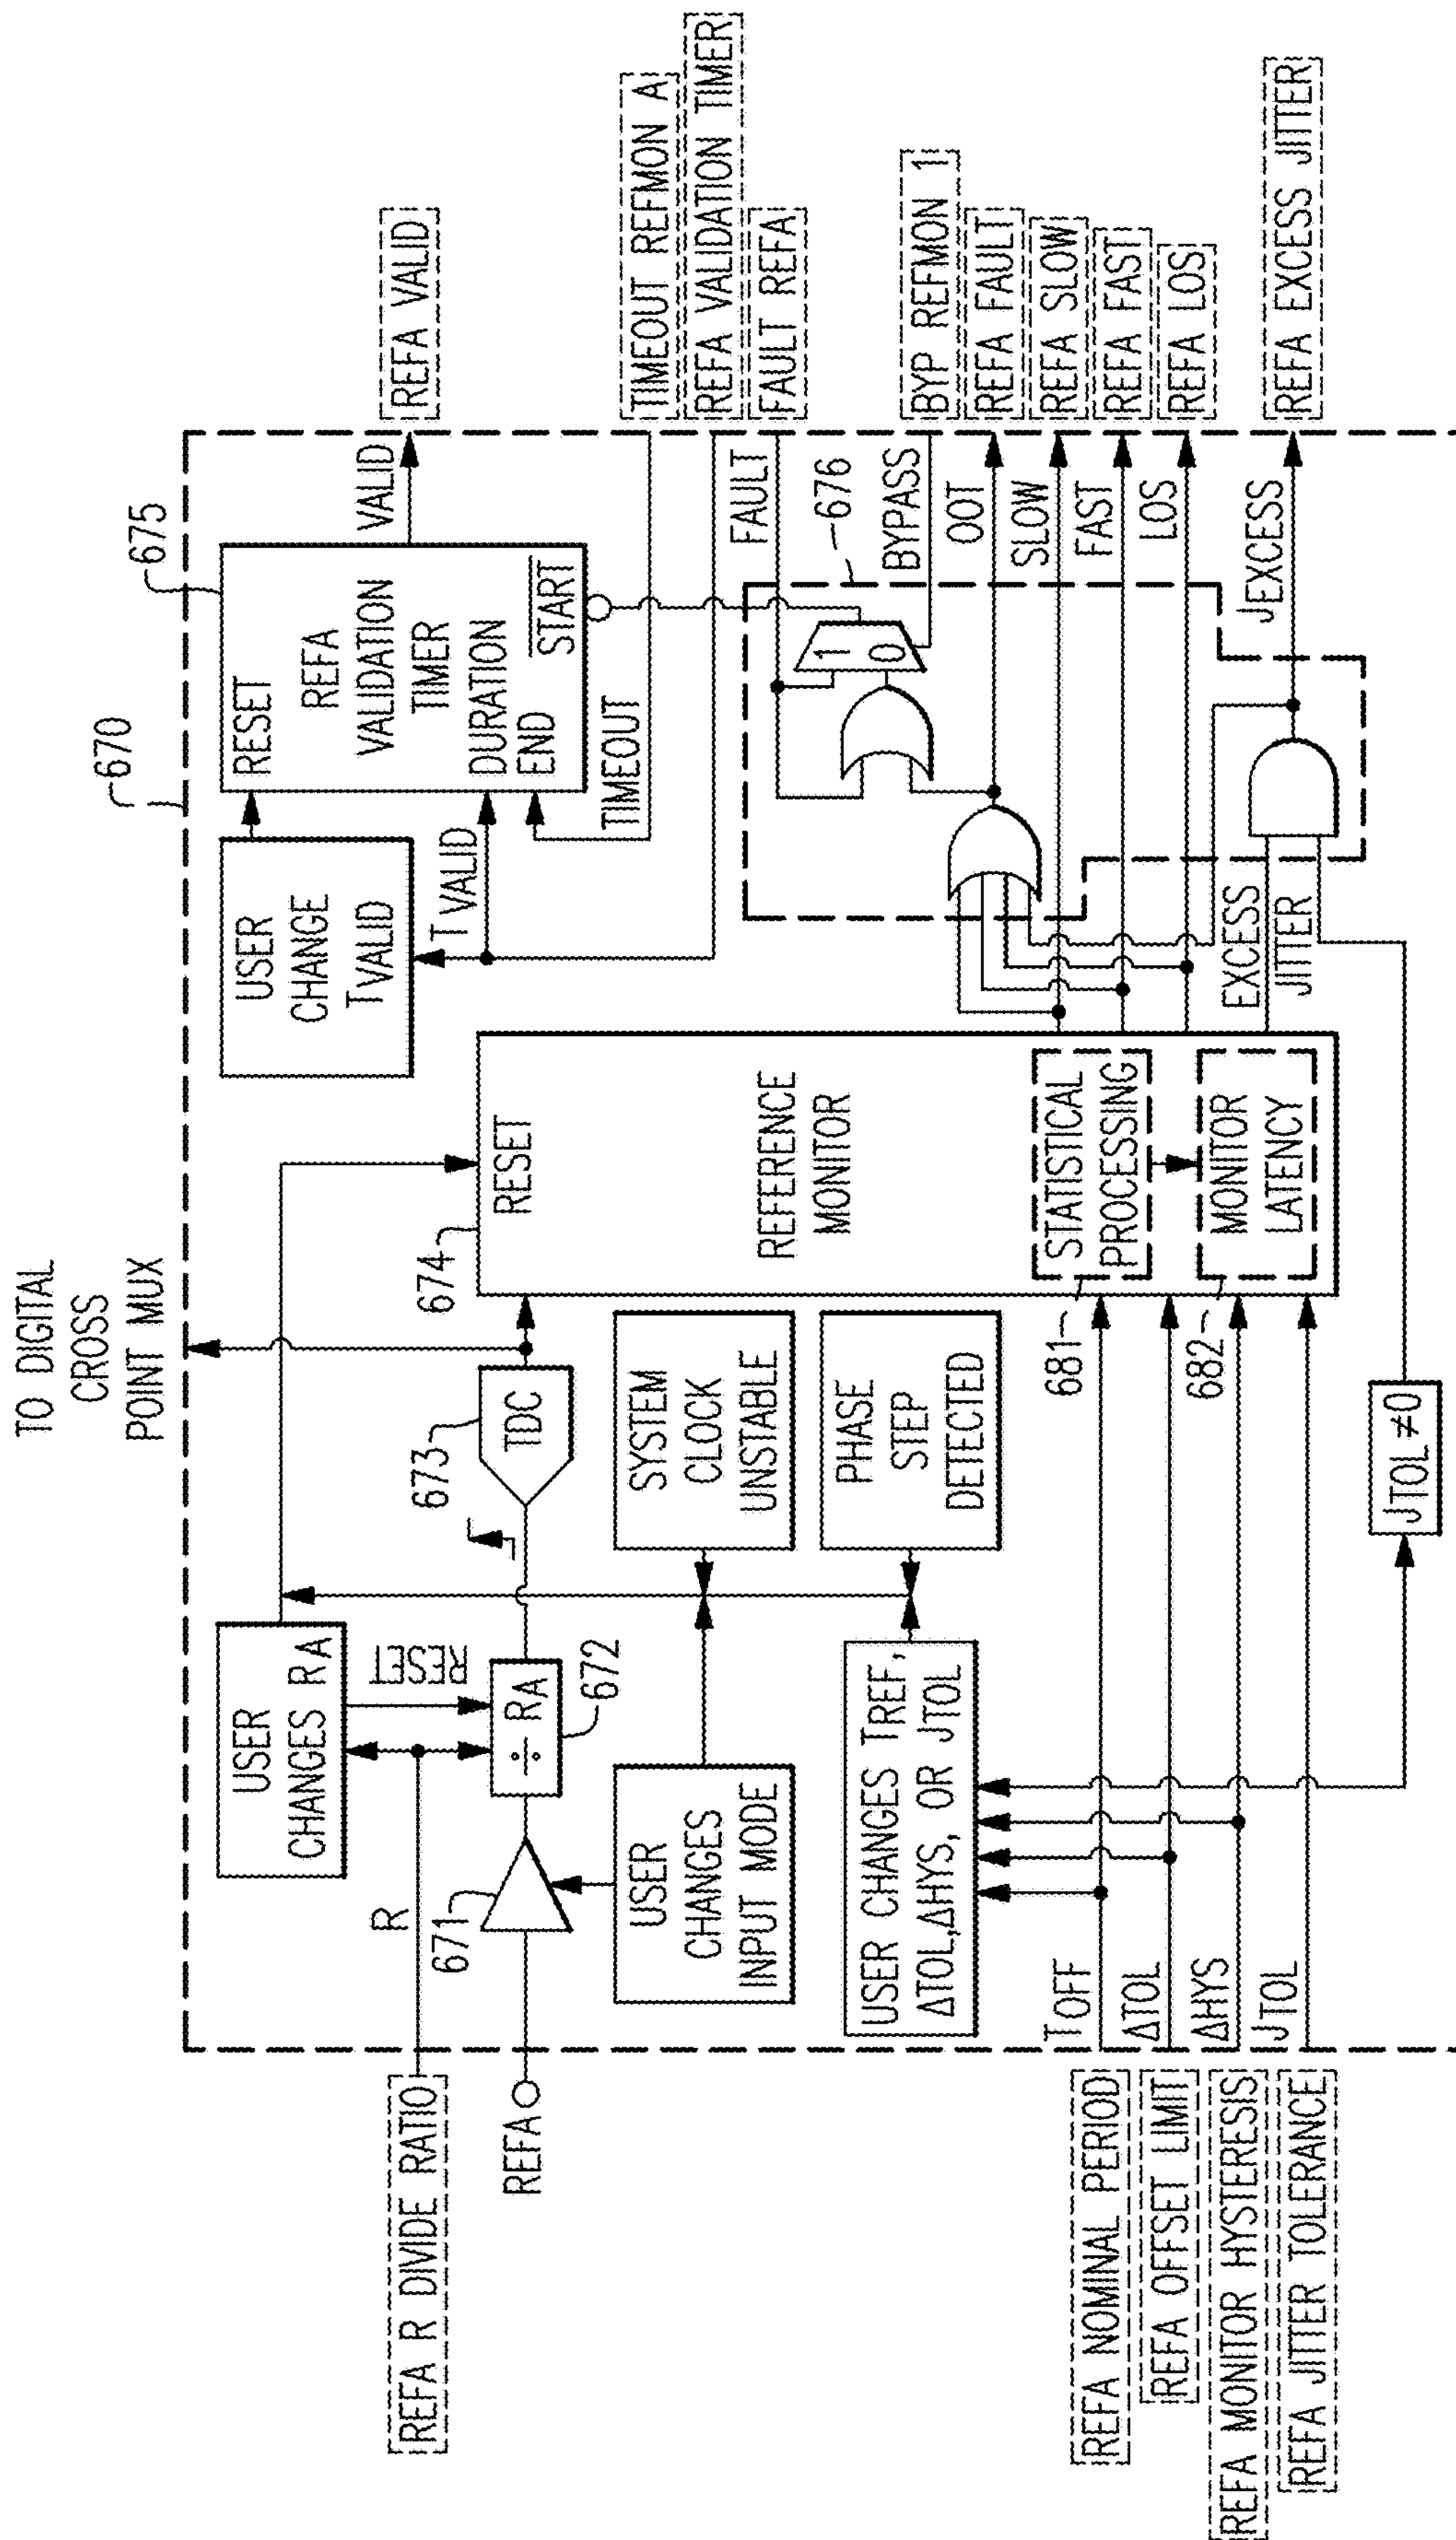 TO DIGITAL
CROSS
POINT MUX
670
675
REFA R DIVIDE RATIO
R
USER
CHANGES RA
RESET
REFA
671
÷ RA
672
673
TDC
674
USER
CHANGES
INPUT MODE
SYSTEM
CLOCK
UNSTABLE
PHASE
STEP
DETECTED
USER CHANGES TREF,
ΔTOL,ΔHYS, OR JTOL
REFA NOMINAL PERIOD
TOFF
REFA OFFSET LIMIT
ΔTOL
REFA MONITOR HYSTERESIS
ΔHYS
REFA JITTER TOLERANCE
JTOL
JTOL ≠0
RESET
REFERENCE
MONITOR
681
STATISTICAL
PROCESSING
682
MONITOR
LATENCY
USER
CHANGE
TVALID
TVALID
RESET
REFA
VALIDATION
TIMER
DURATION
END
START
TIMEOUT
VALID
REFA VALID
TIMEOUT REFMON A
REFA VALIDATION TIMER
FAULT
FAULT REFA
676
1
0
BYPASS
BYP REFMON 1
OOT
REFA FAULT
SLOW
REFA SLOW
FAST
REFA FAST
LOS
REFA LOS
EXCESS
JITTER
JEXCESS
REFA EXCESS JITTER